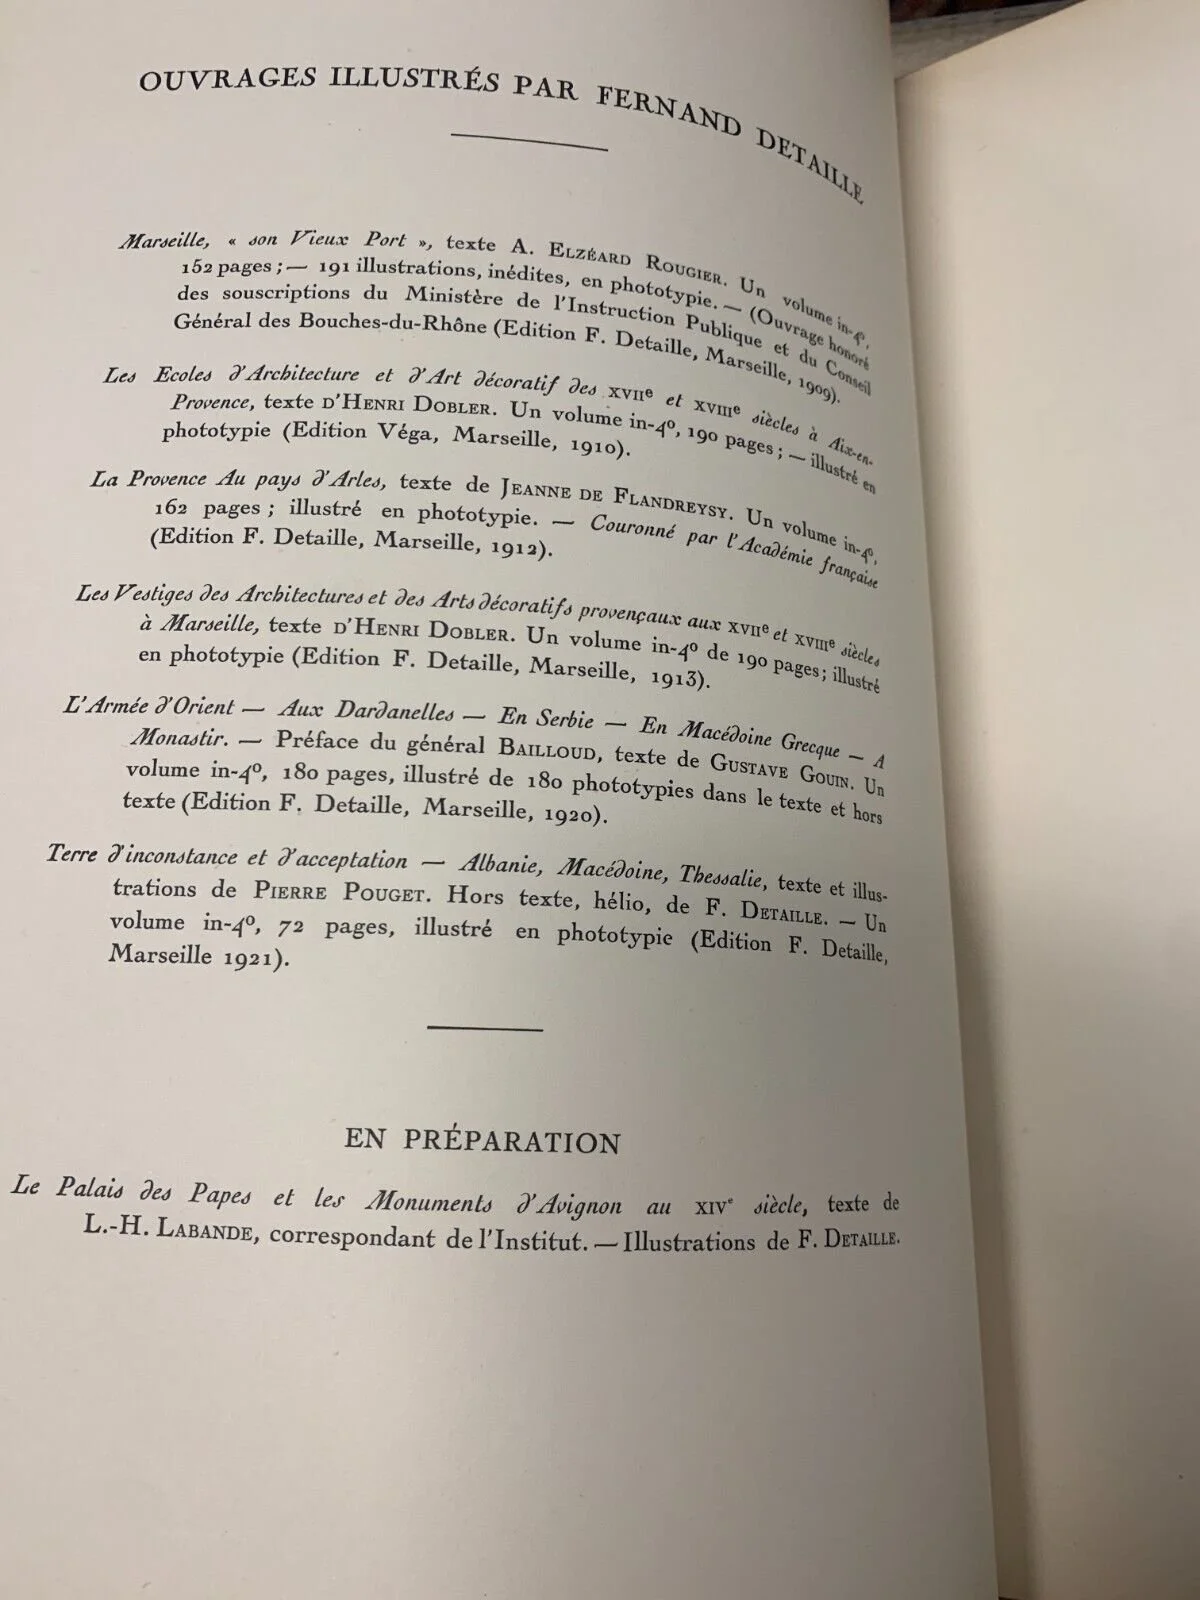 OUVRAGES ILLUSTRÉS PAR FERNAND DETAILLE
Marseille, « son Vieux Port », texte A. ELZÉARD ROUGIER. Un volume in-4º,
152 pages ; — 191 illustrations, inédites, en phototypie. — (Ouvrage honoré
des souscriptions du Ministère de l'Instruction Publique et du Conseil
Général des Bouches-du-Rhône (Edition F. Detaille, Marseille, 1909).
Les Ecoles d'Architecture et d'Art décoratif des XVIIe et XVIIIe siècles à Aix-en-
Provence, texte D'HENRI DOBLER. Un volume in-4º, 190 pages ; — illustré en
phototypie (Edition Véga, Marseille, 1910).
La Provence Au pays d'Arles, texte de JEANNE DE FLANDREYSY. Un volume in-4º,
162 pages ; illustré en phototypie. — Couronné par l'Académie française
(Edition F. Detaille, Marseille, 1912).
Les Vestiges des Architectures et des Arts décoratifs provençaux aux XVIIe et XVIIIe siècles
à Marseille, texte D'HENRI DOBLER. Un volume in-4º de 190 pages; illustré
en phototypie (Edition F. Detaille, Marseille, 1913).
L'Armée d'Orient — Aux Dardanelles — En Serbie — En Macédoine Grecque — A
Monastir. — Préface du général BAILLOUD, texte de GUSTAVE GOUIN. Un
volume in-4º, 180 pages, illustré de 180 phototypies dans le texte et hors
texte (Edition F. Detaille, Marseille, 1920).
Terre d'inconstance et d'acceptation — Albanie, Macédoine, Thessalie, texte et illus-
trations de PIERRE POUGET. Hors texte, hélio, de F. DETAILLE. — Un
volume in-4º, 72 pages, illustré en phototypie (Edition F. Detaille,
Marseille 1921).
EN PRÉPARATION
Le Palais des Papes et les Monuments d'Avignon au XIVe siècle, texte de
L.-H. LABANDE, correspondant de l'Institut. — Illustrations de F. DETAILLE.